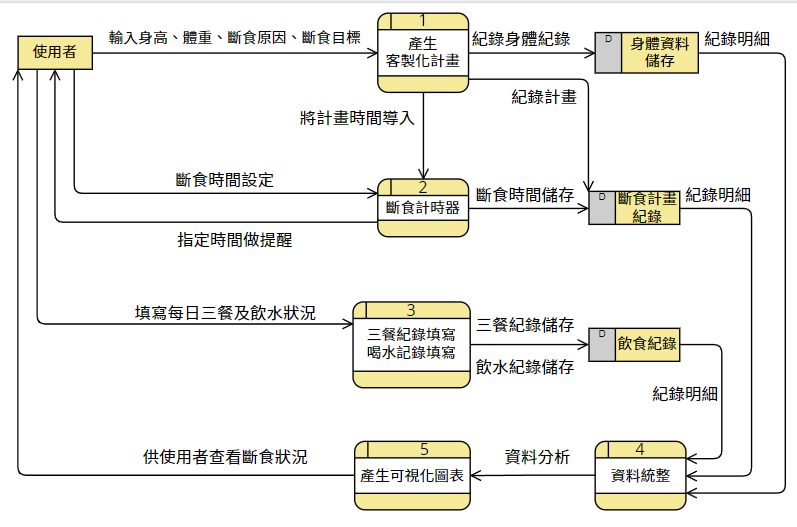 使用者
輸入身高、體重、斷食原因、斷食目標
1
產生
客製化計畫
紀錄身體紀錄
D
身體資料
儲存
紀錄明細
紀錄計畫
將計畫時間導入
斷食時間設定
2
斷食計時器
斷食時間儲存
D
斷食計畫
紀錄
紀錄明細
指定時間做提醒
填寫每日三餐及飲水狀況
3
三餐紀錄填寫
喝水記錄填寫
三餐紀錄儲存
飲水紀錄儲存
D
飲食紀錄
紀錄明細
供使用者查看斷食狀況
5
產生可視化圖表
資料分析
4
資料統整